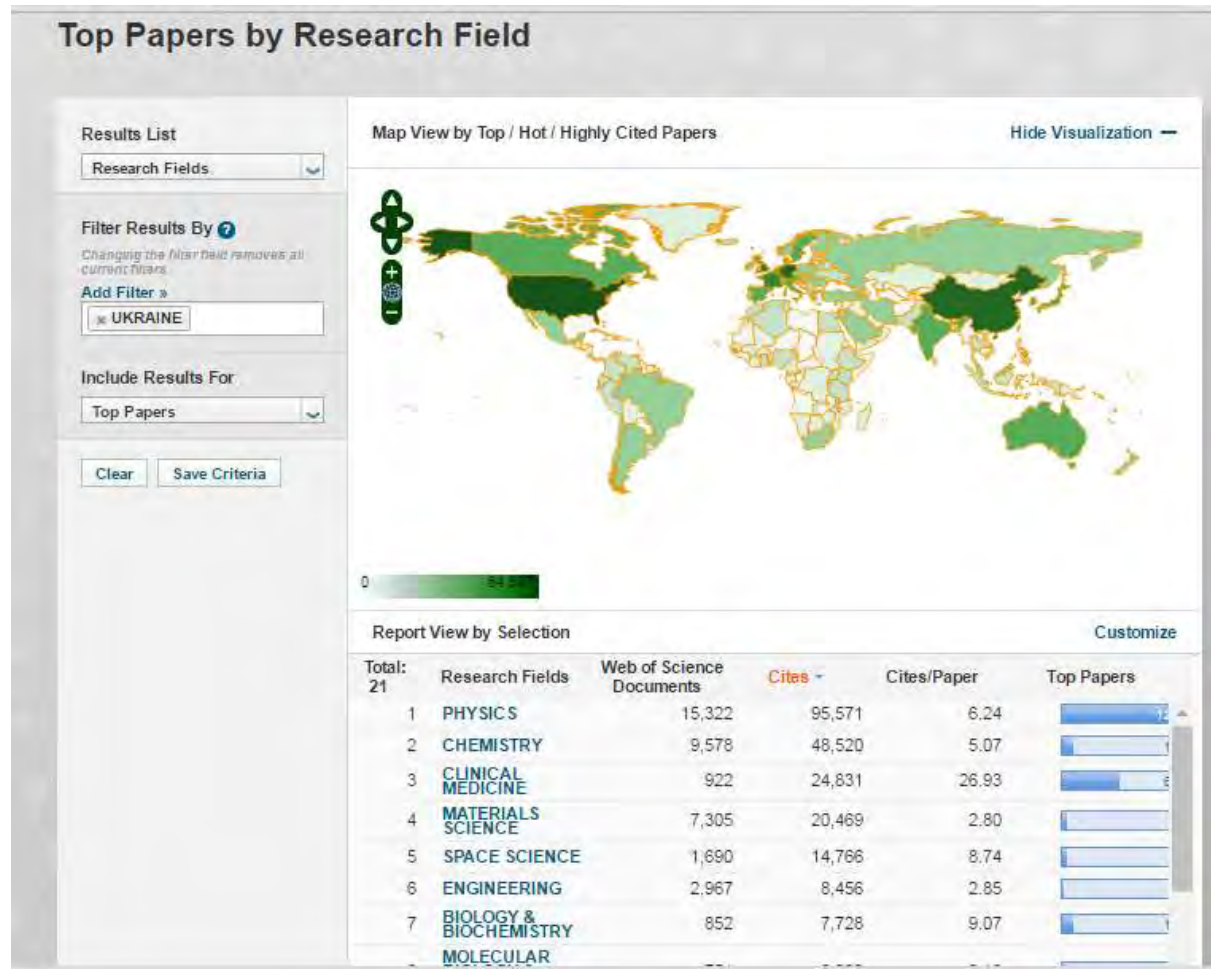 Top Papers by Research Field
Results List
Research Fields
Filter Results By ?
Changing the filter field removes all
current filters.
Add Filter »
× UKRAINE
Include Results For
Top Papers
Clear Save Criteria
Map View by Top / Hot / Highly Cited Papers Hide Visualization —
+
−
0
Report View by Selection Customize
Total: 21 Research Fields Web of Science Documents Cites Cites/Paper Top Papers
1 PHYSICS 15,322 95,571 6.24
2 CHEMISTRY 9,578 48,520 5.07
3 CLINICAL MEDICINE 922 24,831 26.93
4 MATERIALS SCIENCE 7,305 20,469 2.80
5 SPACE SCIENCE 1,690 14,766 8.74
6 ENGINEERING 2,967 8,456 2.85
7 BIOLOGY & BIOCHEMISTRY 852 7,728 9.07
MOLECULAR